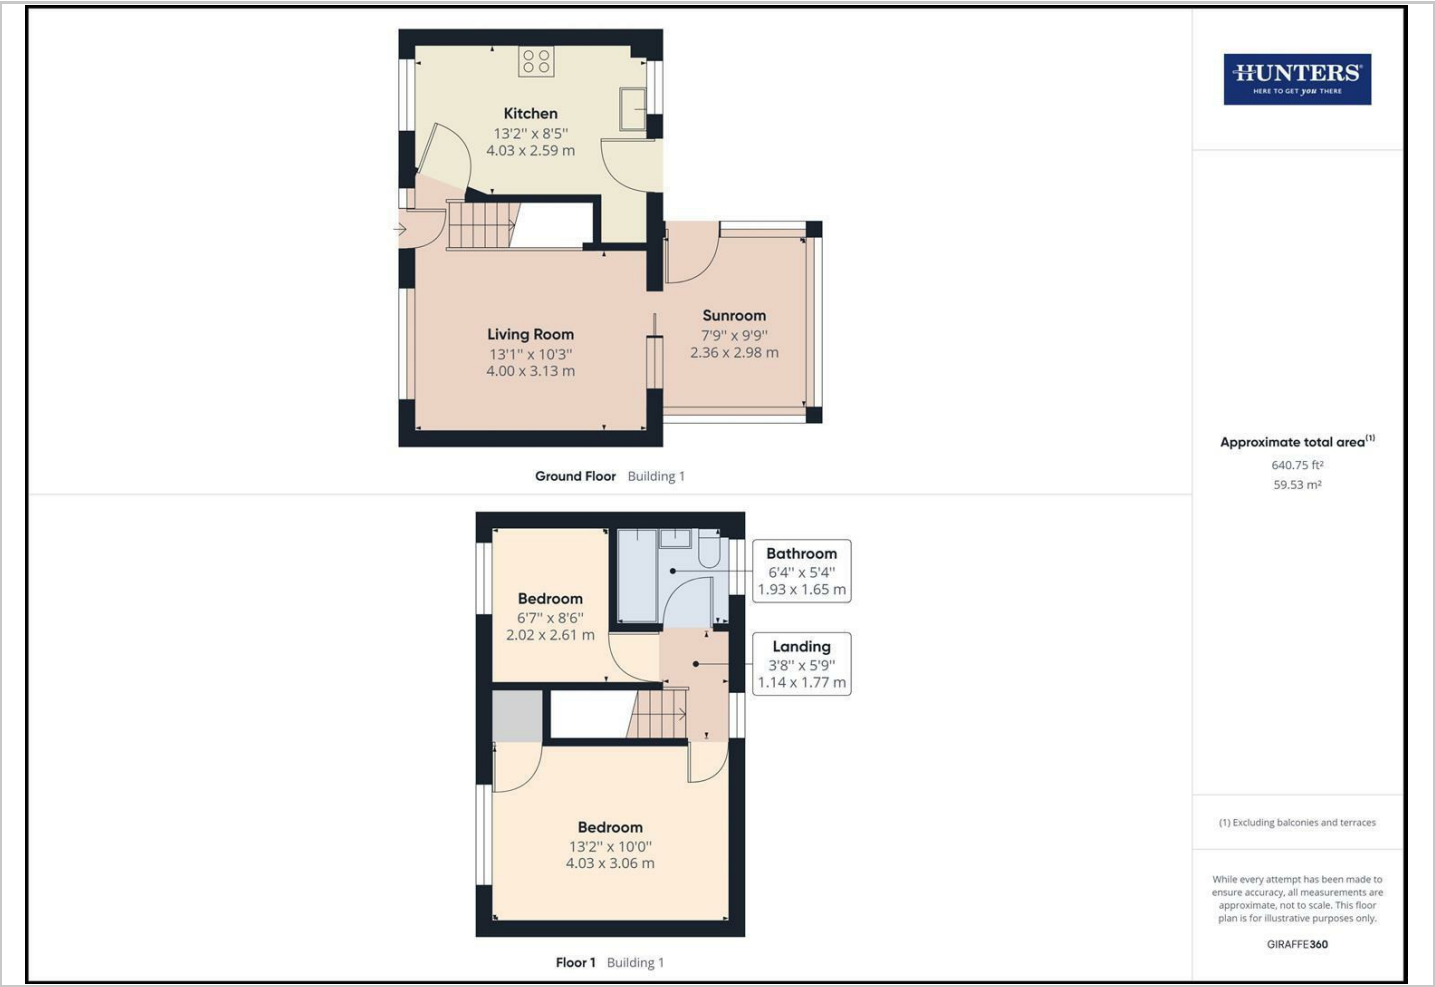 Kitchen
13'2" x 8'5"
4.03 x 2.59 m
Living Room
13'1" x 10'3"
4.00 x 3.13 m
Sunroom
7'9" x 9'9"
2.36 x 2.98 m
Ground Floor Building 1
Bedroom
6'7" x 8'6"
2.02 x 2.61 m
Bathroom
6'4" x 5'4"
1.93 x 1.65 m
Landing
3'8" x 5'9"
1.14 x 1.77 m
Bedroom
13'2" x 10'0"
4.03 x 3.06 m
Floor 1 Building 1
HUNTERS®
HERE TO GET you THERE
Approximate total area(1)
640.75 ft²
59.53 m²
(1) Excluding balconies and terraces
While every attempt has been made to
ensure accuracy, all measurements are
approximate, not to scale. This floor
plan is for illustrative purposes only.
GIRAFFE360